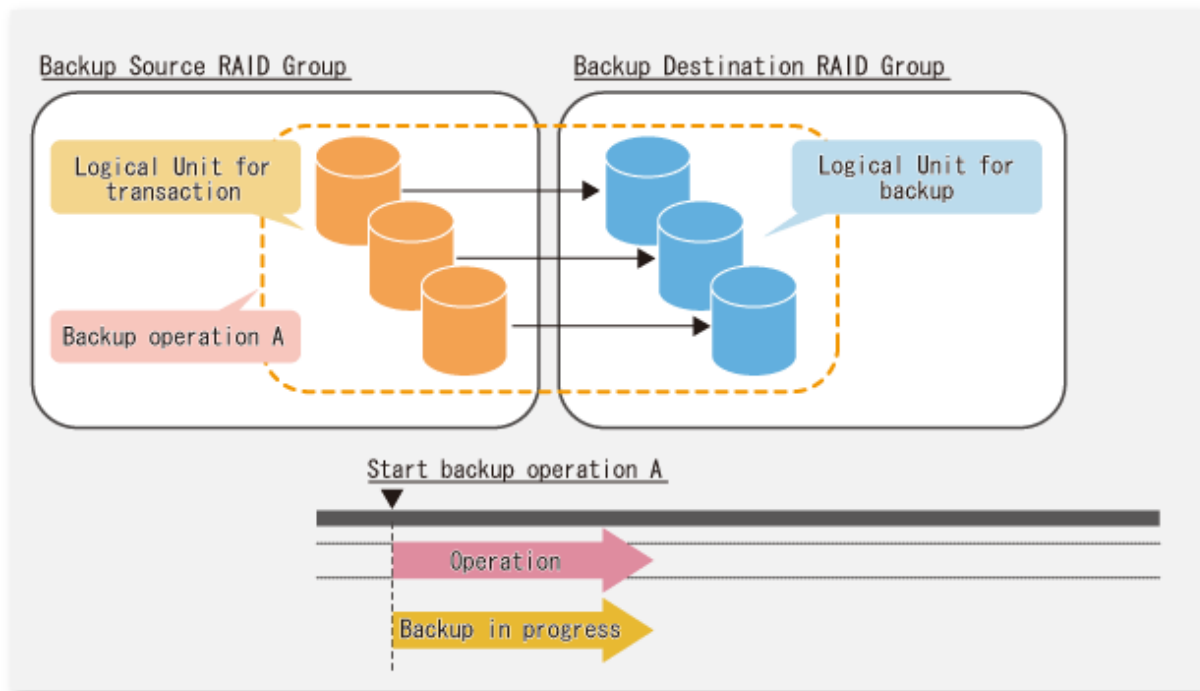 Backup Source RAID Group
Backup Destination RAID Group
Logical Unit for
transaction
Logical Unit for
backup
Backup operation A
Start backup operation A
Operation
Backup in progress